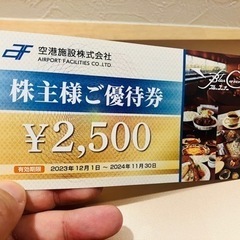 空港施設株式会社
AIRPORT FACILITIES CO.,LTD
株主様ご優待券
¥2,500
有効期限 2023年12月1日 ～ 2024年11月30日